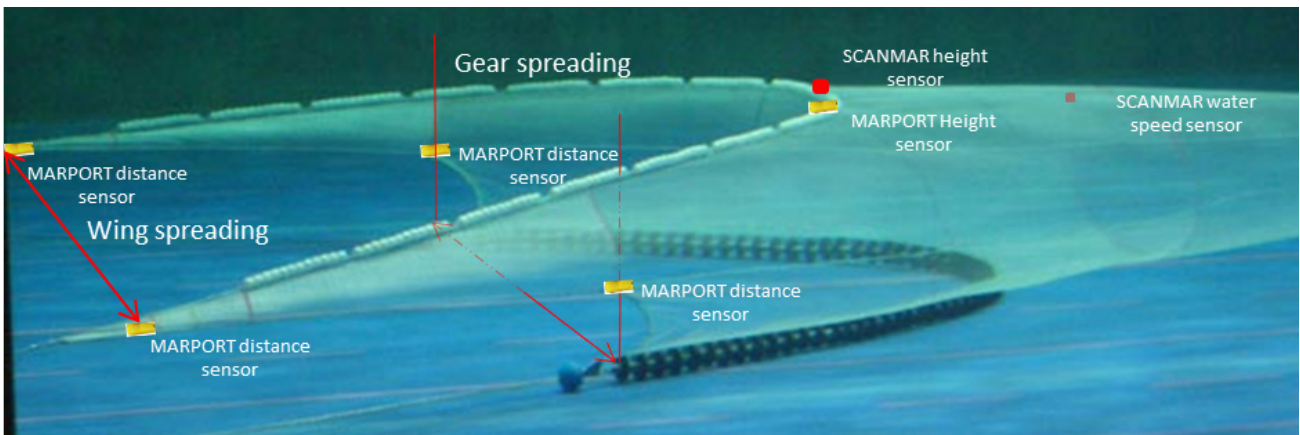 Gear spreading
SCANMAR height
sensor
SCANMAR water
speed sensor
MARPORT Height
sensor
MARPORT distance
sensor
MARPORT distance
sensor
Wing spreading
MARPORT distance
sensor
MARPORT distance
sensor